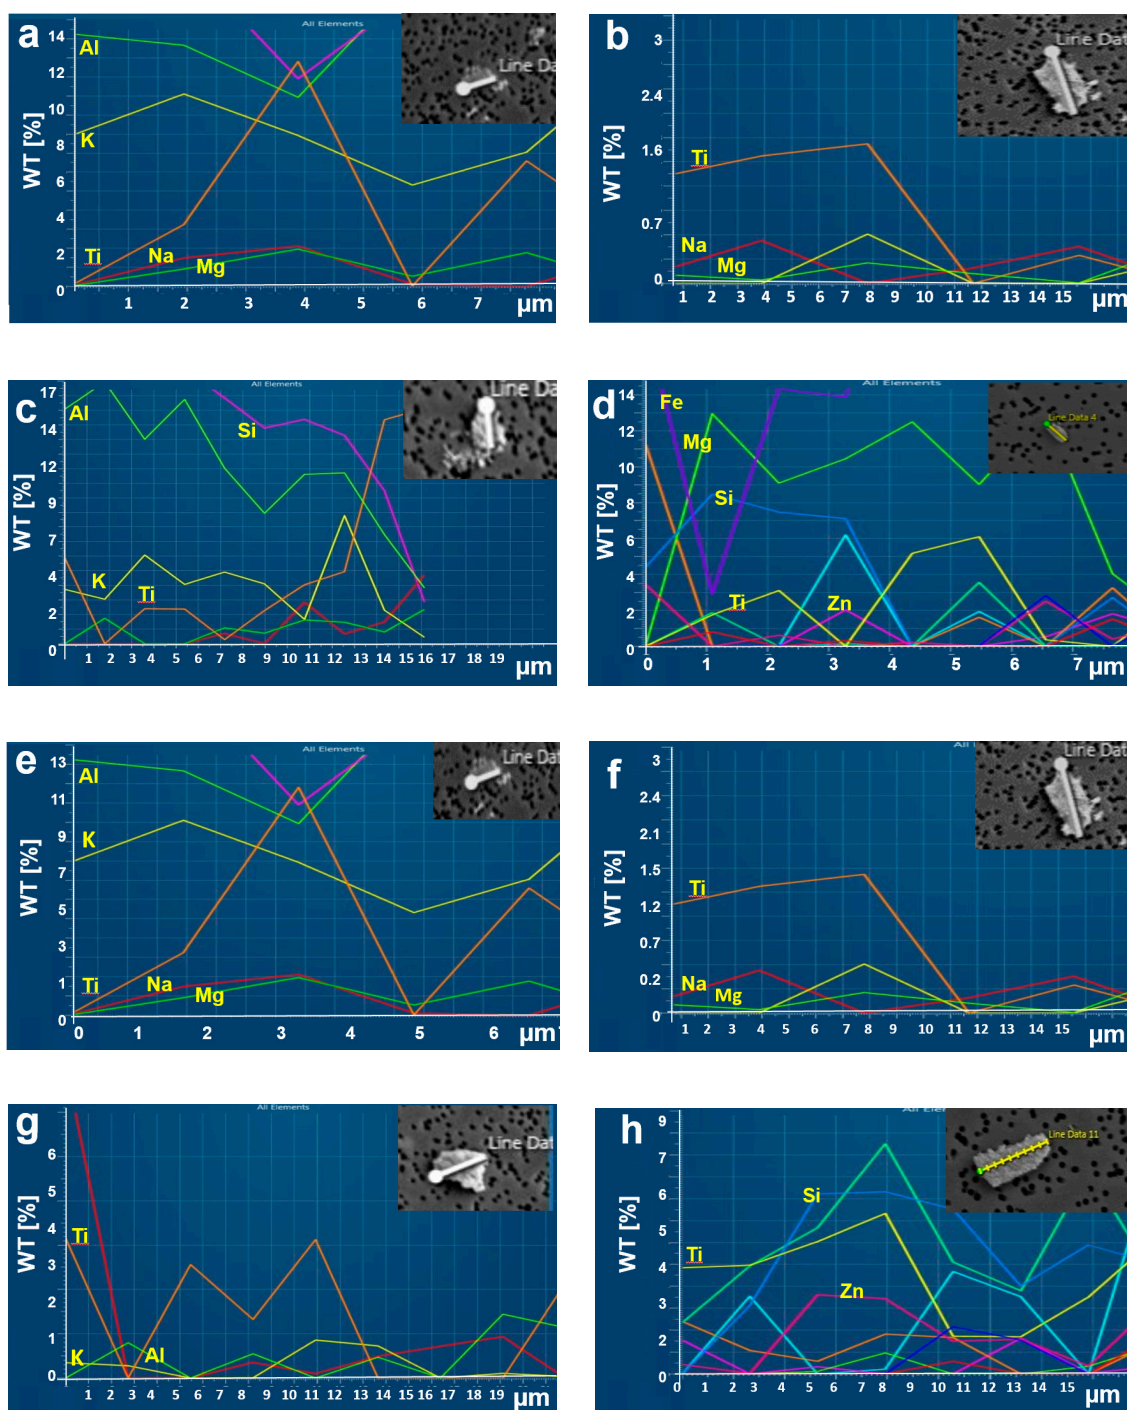 a
All Elements
Line Da
WT [%]
14
12
10
8
6
4
2
0
Al
K
Ti
Na
Mg
1 2 3 4 5 6 7
µm
b
Line Dat
WT [%]
3
2.4
1.6
0.7
0
Ti
Na
Mg
1 2 3 4 5 6 7 8 9 10 11 12 13 14 15
µm
c
All Elements
Line Da
WT [%]
17
14
12
9
7
4
2
0
Al
Si
K
Ti
1 2 3 4 5 6 7 8 9 10 11 12 13 14 15 16 17 18 19
µm
d
All Elements
Line Data 4
WT [%]
14
12
10
8
6
4
2
0
Fe
Mg
Si
Ti
Zn
0 1 2 3 4 5 6 7
µm
e
All Elements
Line Dat
WT [%]
13
11
9
7
5
3
1
0
Al
K
Ti
Na
Mg
0 1 2 3 5 6
µm
f
All
Line Dat
WT [%]
3
2.4
2.1
1.5
1.2
0.7
0.2
0
Ti
Na
Mg
1 2 3 4 5 6 7 8 9 10 11 12 13 14 15
µm
g
All Elements
Line Dat
WT [%]
6
5
4
3
2
1
0
Ti
K
Al
1 2 3 4 5 6 7 8 9 10 11 12 13 14 15 16 17 18 19
µm
h
All Elem
Line Data 11
WT [%]
9
7
6
4
3
2
0
Si
Ti
Zn
0 2 3 4 5 6 7 8 9 10 12 13 14 15
µm